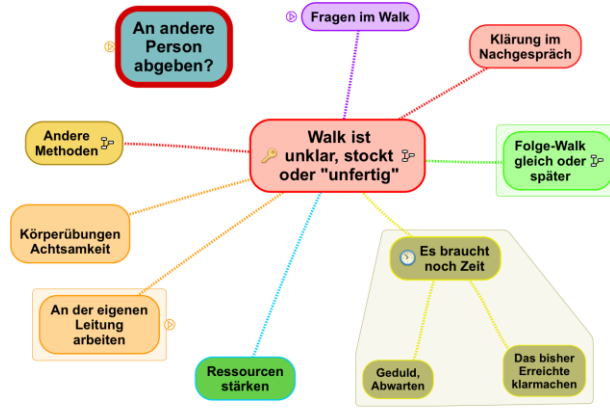 An andere
Person
abgeben?
Fragen im Walk
Klärung im
Nachgespräch
Andere
Methoden
Walk ist
unklar, stockt
oder "unfertig"
Folge-Walk
gleich oder
später
Körperübungen
Achtsamkeit
Es braucht
noch Zeit
An der eigenen
Leitung
arbeiten
Ressourcen
stärken
Geduld,
Abwarten
Das bisher
Erreichte
klarmachen